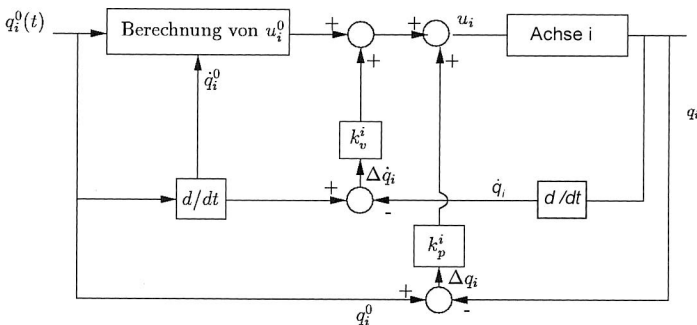 q_i^0(t)
Berechnung von u_i^0
+
+
+
+
u_i
Achse i
q̇_i^0
q_i
k_v^i
Δq̇_i
d/dt
+
-
q̇_i
d/dt
k_p^i
Δq_i
+
-
q_i^0